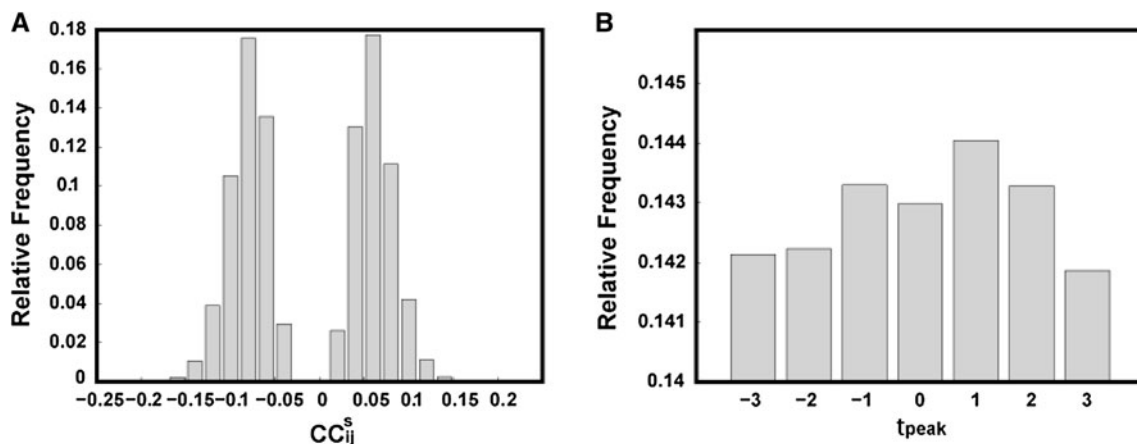 A
Relative Frequency
0.18
0.16
0.14
0.12
0.1
0.08
0.06
0.04
0.02
0
−0.25 −0.2 −0.15 −0.1 −0.05 0 0.05 0.1 0.15 0.2
CC^s_ij
B
Relative Frequency
0.145
0.144
0.143
0.142
0.141
0.14
−3 −2 −1 0 1 2 3
tpeak